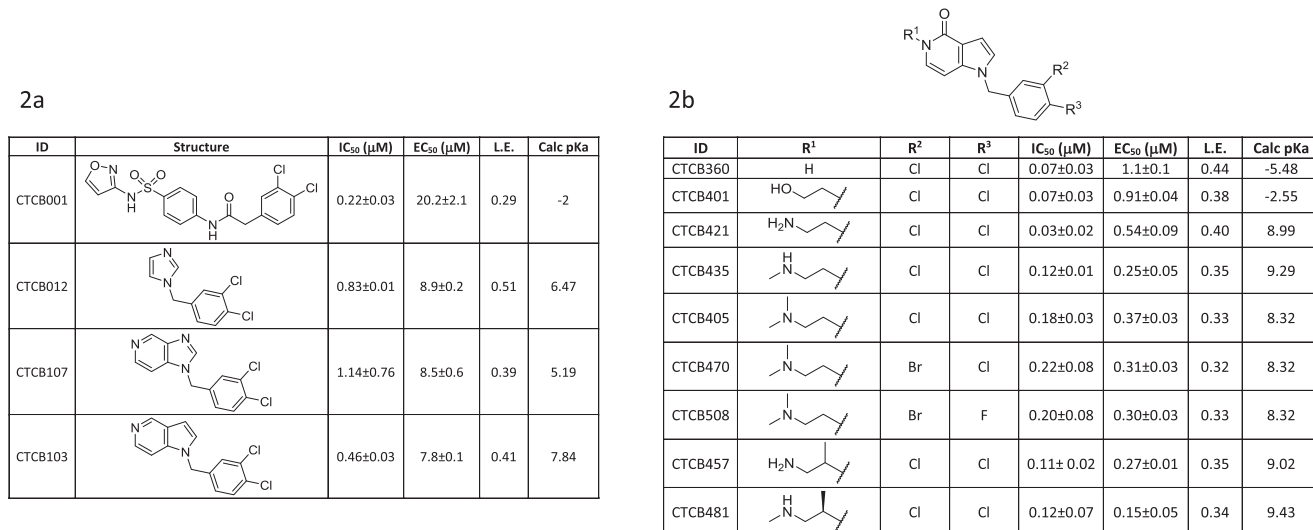 2a
ID Structure IC₅₀ (μM) EC₅₀ (μM) L.E. Calc pKa
CTCB001 O N O O S NH N H O Cl Cl 0.22±0.03 20.2±2.1 0.29 -2
CTCB012 N N Cl Cl 0.83±0.01 8.9±0.2 0.51 6.47
CTCB107 N N N Cl Cl 1.14±0.76 8.5±0.6 0.39 5.19
CTCB103 N N Cl Cl 0.46±0.03 7.8±0.1 0.41 7.84
2b
O R¹ N N R² R³
ID R¹ R² R³ IC₅₀ (μM) EC₅₀ (μM) L.E. Calc pKa
CTCB360 H Cl Cl 0.07±0.03 1.1±0.1 0.44 -5.48
CTCB401 HO Cl Cl 0.07±0.03 0.91±0.04 0.38 -2.55
CTCB421 H₂N Cl Cl 0.03±0.02 0.54±0.09 0.40 8.99
CTCB435 H N Cl Cl 0.12±0.01 0.25±0.05 0.35 9.29
CTCB405 N Cl Cl 0.18±0.03 0.37±0.03 0.33 8.32
CTCB470 N Br Cl 0.22±0.08 0.31±0.03 0.32 8.32
CTCB508 N Br F 0.20±0.08 0.30±0.03 0.33 8.32
CTCB457 H₂N Cl Cl 0.11± 0.02 0.27±0.01 0.35 9.02
CTCB481 H N Cl Cl 0.12±0.07 0.15±0.05 0.34 9.43